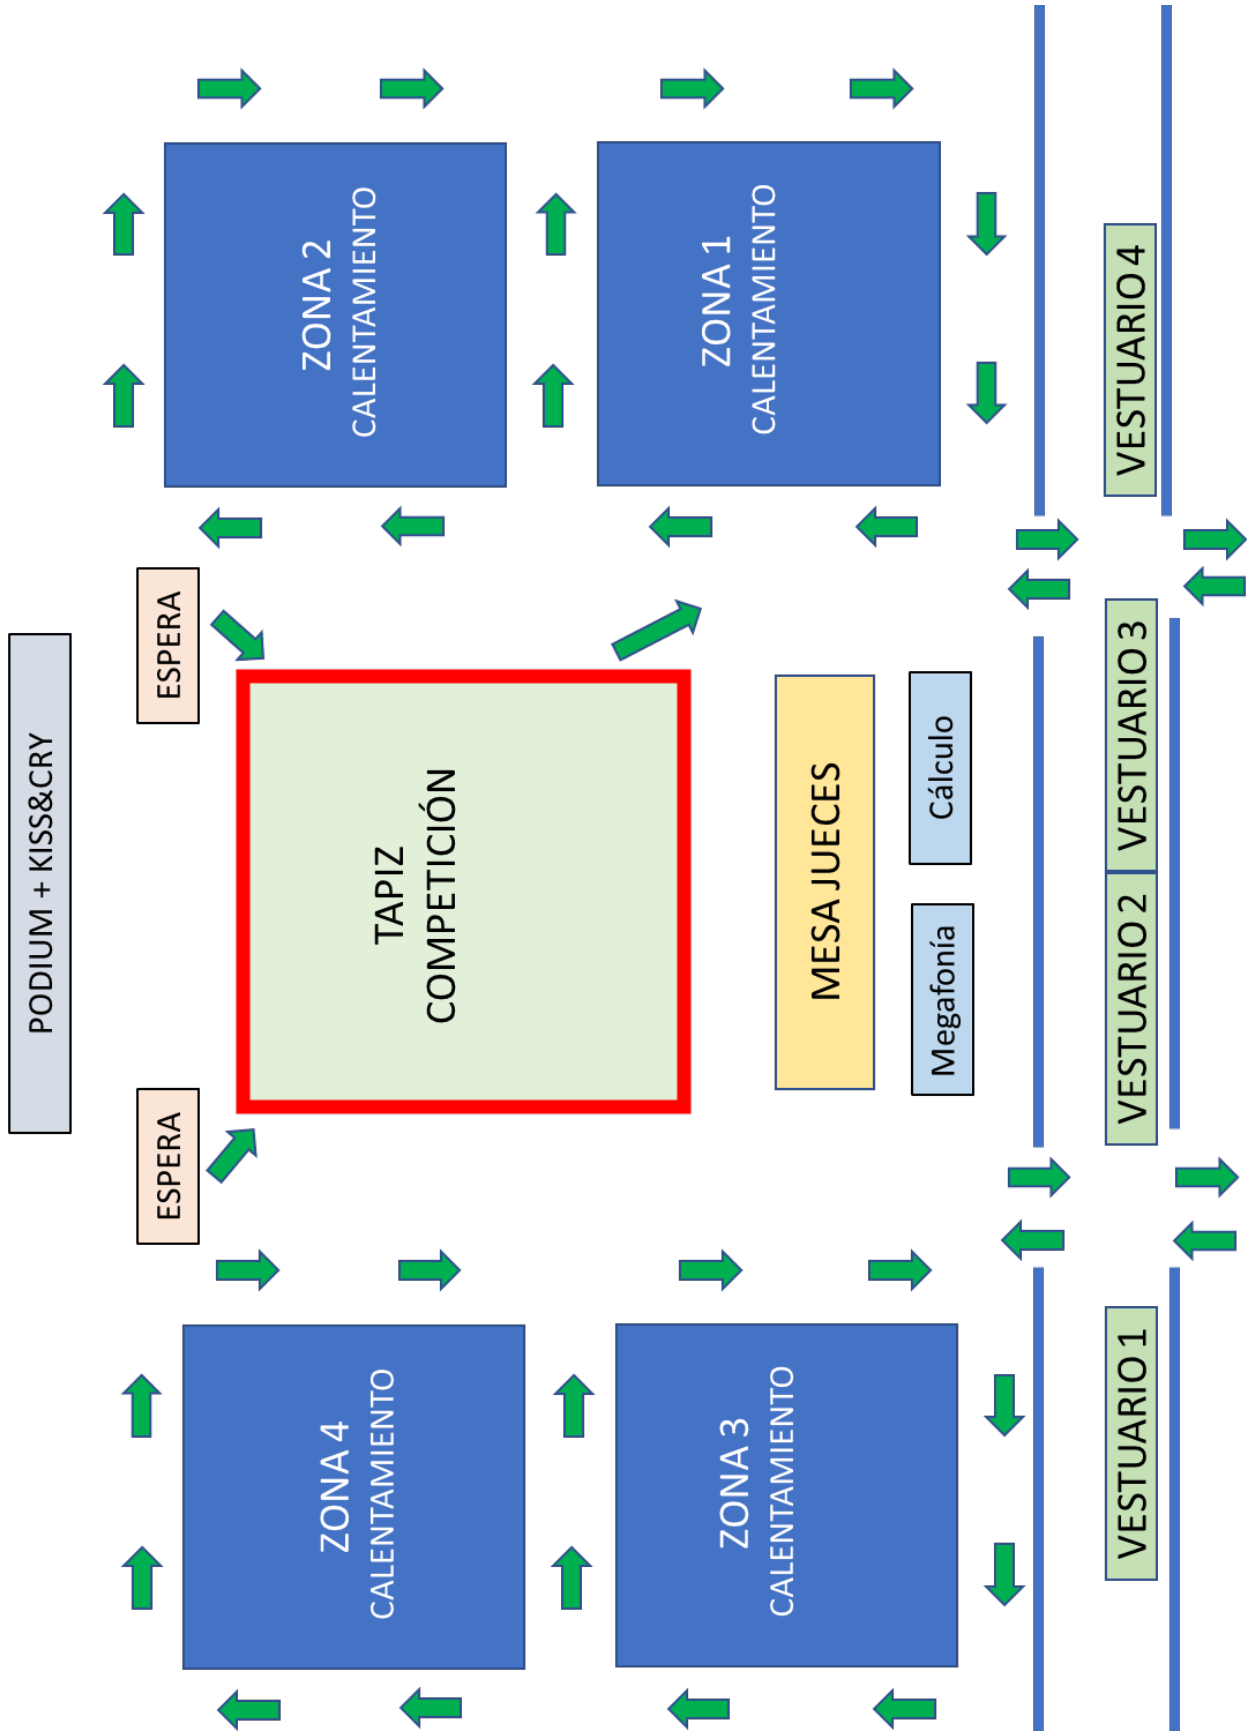 PODIUM + KISS&CRY
ESPERA
ESPERA
ZONA 4
CALENTAMIENTO
TAPIZ
COMPETICIÓN
ZONA 2
CALENTAMIENTO
ZONA 3
CALENTAMIENTO
MESA JUECES
ZONA 1
CALENTAMIENTO
Megafonía
Cálculo
VESTUARIO 1
VESTUARIO 2
VESTUARIO 3
VESTUARIO 4